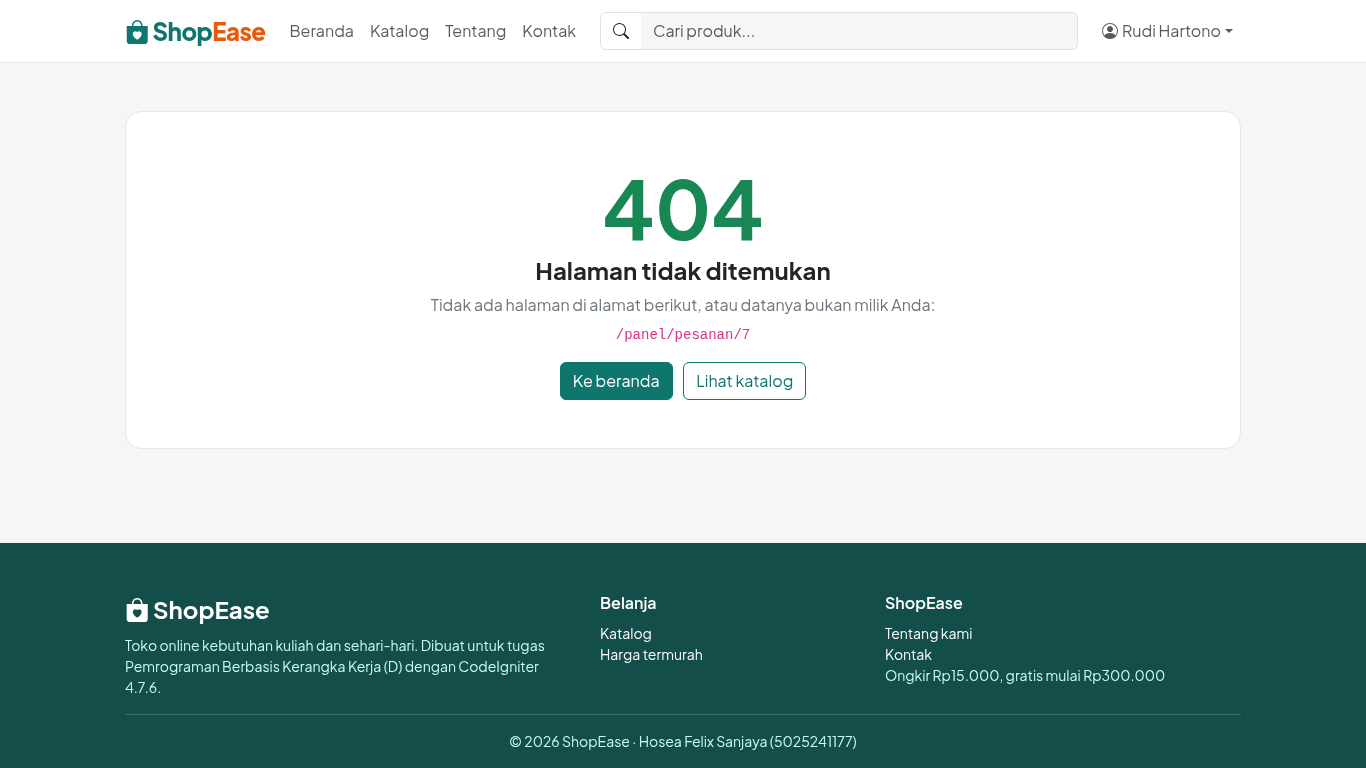 ShopEase
Beranda
Katalog
Tentang
Kontak
Cari produk...
Rudi Hartono
404
Halaman tidak ditemukan
Tidak ada halaman di alamat berikut, atau datanya bukan milik Anda:
/panel/pesanan/7
Ke beranda
Lihat katalog
ShopEase
Toko online kebutuhan kuliah dan sehari-hari. Dibuat untuk tugas
Pemrograman Berbasis Kerangka Kerja (D) dengan CodeIgniter
4.7.6.
Belanja
Katalog
Harga termurah
ShopEase
Tentang kami
Kontak
Ongkir Rp15.000, gratis mulai Rp300.000
© 2026 ShopEase · Hosea Felix Sanjaya (5025241177)